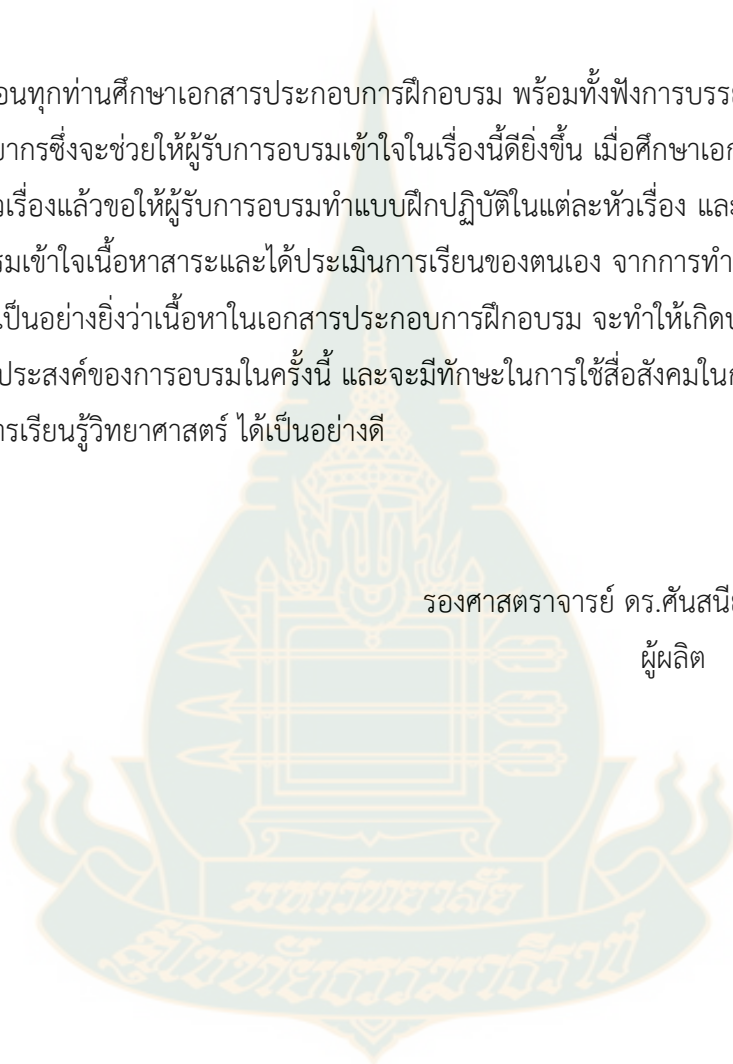 อนทุกท่านศึกษาเอกสารประกอบการฝึกอบรม พร้อมทั้งฟังการบรร
ยากรซึ่งจะช่วยให้ผู้รับการอบรมเข้าใจในเรื่องนี้ดียิ่งขึ้น เมื่อศึกษาเอก
วเรื่องแล้วขอให้ผู้รับการอบรมทำแบบฝึกปฏิบัติในแต่ละหัวเรื่อง และ
รมเข้าใจเนื้อหาสาระและได้ประเมินการเรียนของตนเอง จากการทำ
เป็นอย่างยิ่งว่าเนื้อหาในเอกสารประกอบการฝึกอบรม จะทำให้เกิด
ประสงค์ของการอบรมในครั้งนี้ และจะมีทักษะในการใช้สื่อสังคมใน
ารเรียนรู้วิทยาศาสตร์ ได้เป็นอย่างดี
รองศาสตราจารย์ ดร.ศันสนี
ผู้ผลิต
มหาวิทยาลัย
สุโขทัยธรรมาธิราช